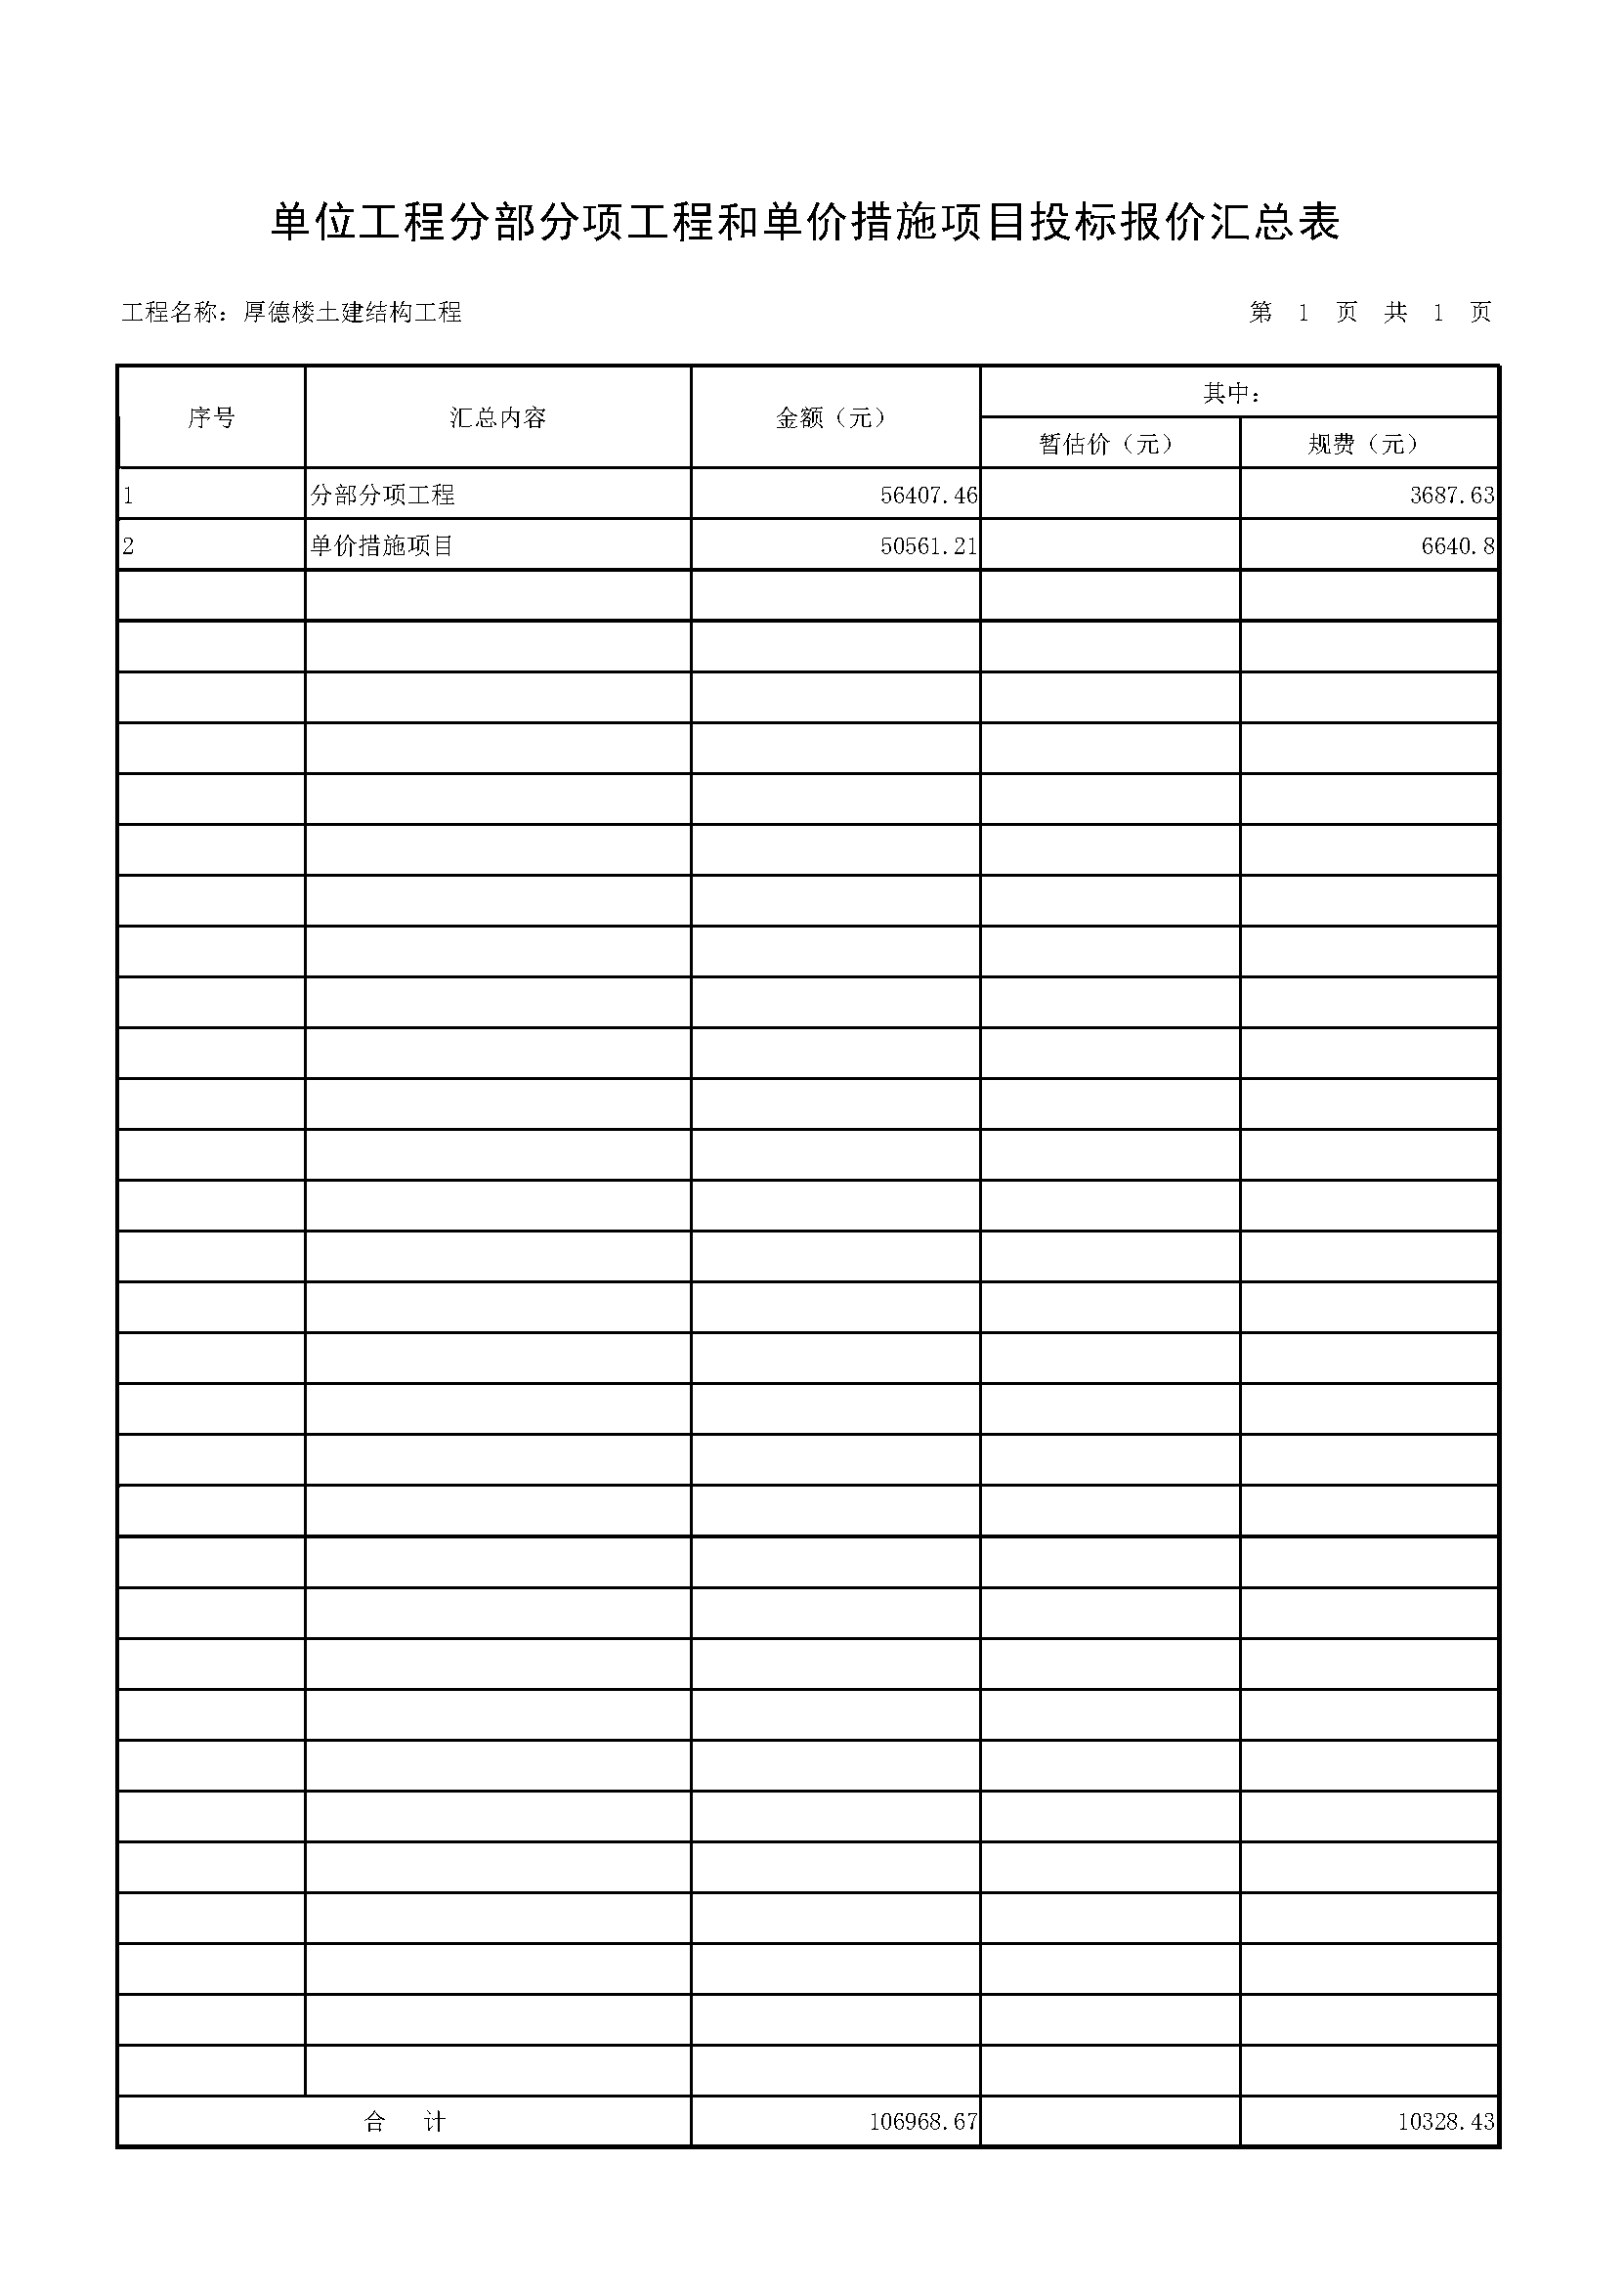 单位工程分部分项工程和单价措施项目投标报价汇总表
工程名称：厚德楼土建结构工程 第 1 页 共 1 页
序号 汇总内容 金额（元） 其中：
暂估价（元） 规费（元）
1 分部分项工程 56407.46 3687.63
2 单价措施项目 50561.21 6640.8
合 计 106968.67 10328.43